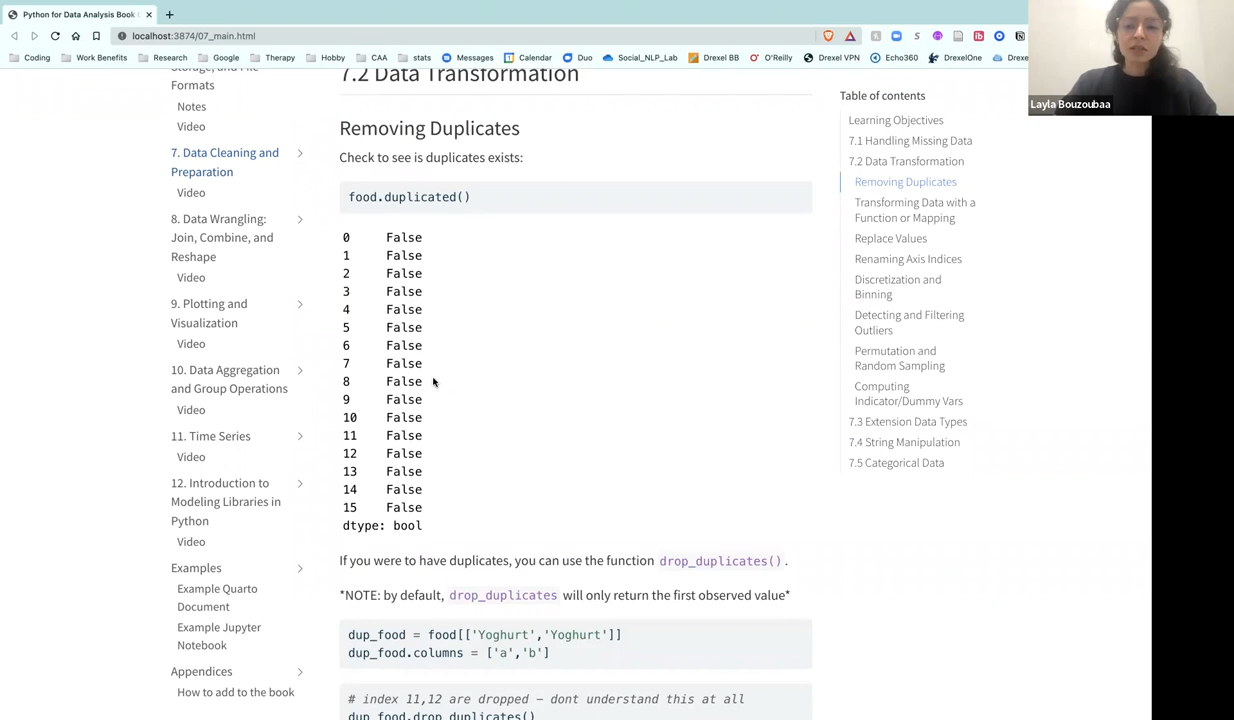 Python for Data Analysis Book
localhost:3874/07_main.html
Coding
Work Benefits
Research
Google
Therapy
Hobby
CAA
stats
Messages
Calendar
Duo
Social_NLP_Lab
Drexel BB
O'Reilly
Drexel VPN
Echo360
DrexelOne
Layla Bouzoubaa
Storage, and File
Formats
Notes
Video
7. Data Cleaning and
Preparation
Video
8. Data Wrangling:
Join, Combine, and
Reshape
Video
9. Plotting and
Visualization
Video
10. Data Aggregation
and Group Operations
Video
11. Time Series
Video
12. Introduction to
Modeling Libraries in
Python
Video
Examples
Example Quarto
Document
Example Jupyter
Notebook
Appendices
How to add to the book
7.2 Data Transformation
Removing Duplicates
Check to see is duplicates exists:
food.duplicated()
0 False
1 False
2 False
3 False
4 False
5 False
6 False
7 False
8 False
9 False
10 False
11 False
12 False
13 False
14 False
15 False
dtype: bool
If you were to have duplicates, you can use the function drop_duplicates() .
*NOTE: by default, drop_duplicates will only return the first observed value*
dup_food = food[['Yoghurt','Yoghurt']]
dup_food.columns = ['a','b']
# index 11,12 are dropped - dont understand this at all
dup_food.drop_duplicates()
Table of contents
Learning Objectives
7.1 Handling Missing Data
7.2 Data Transformation
Removing Duplicates
Transforming Data with a
Function or Mapping
Replace Values
Renaming Axis Indices
Discretization and
Binning
Detecting and Filtering
Outliers
Permutation and
Random Sampling
Computing
Indicator/Dummy Vars
7.3 Extension Data Types
7.4 String Manipulation
7.5 Categorical Data